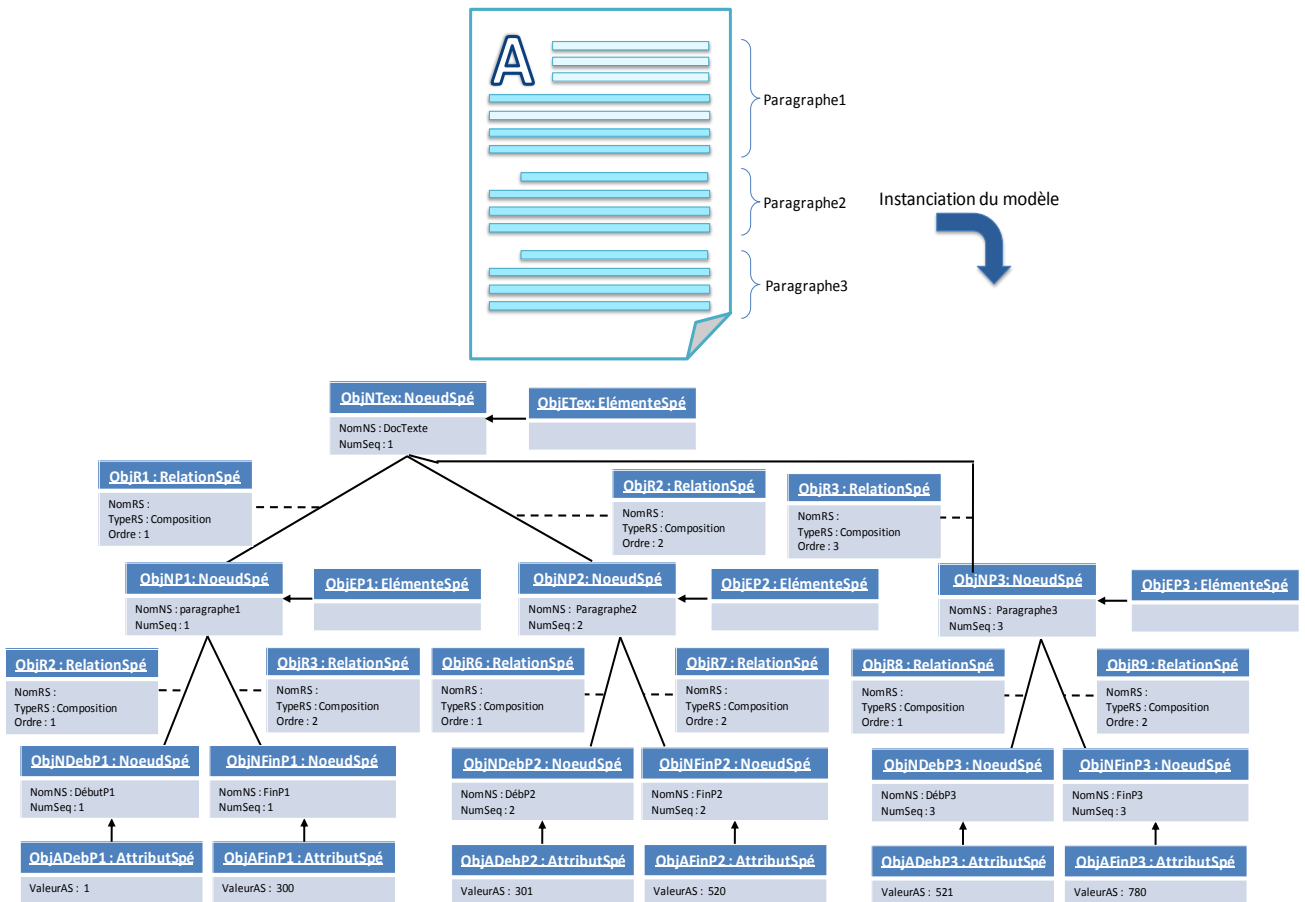 A
Paragraphe1
Paragraphe2
Instanciation du modèle
Paragraphe3
ObjNTex: NoeudSpé
NomNS : DocTexte
NumSeq : 1
ObjETex: ElémenteSpé
ObjR1 : RelationSpé
NomRS :
TypeRS : Composition
Ordre : 1
ObjR2 : RelationSpé
NomRS :
TypeRS : Composition
Ordre : 2
ObjR3 : RelationSpé
NomRS :
TypeRS : Composition
Ordre : 3
ObjNP1: NoeudSpé
NomNS : paragraphe1
NumSeq : 1
ObjEP1: ElémenteSpé
ObjNP2: NoeudSpé
NomNS : Paragraphe2
NumSeq : 2
ObjEP2 : ElémenteSpé
ObjNP3: NoeudSpé
NomNS : Paragraphe3
NumSeq : 3
ObjEP3 : ElémenteSpé
ObjR2 : RelationSpé
NomRS :
TypeRS : Composition
Ordre : 1
ObjR3 : RelationSpé
NomRS :
TypeRS : Composition
Ordre : 2
ObjR6 : RelationSpé
NomRS :
TypeRS : Composition
Ordre : 1
ObjR7 : RelationSpé
NomRS :
TypeRS : Composition
Ordre : 2
ObjR8 : RelationSpé
NomRS :
TypeRS : Composition
Ordre : 1
ObjR9 : RelationSpé
NomRS :
TypeRS : Composition
Ordre : 2
ObjNDebP1 : NoeudSpé
NomNS : DébutP1
NumSeq : 1
ObjNFinP1 : NoeudSpé
NomNS : FinP1
NumSeq : 1
ObjNDebP2 : NoeudSpé
NomNS : DébP2
NumSeq : 2
ObjNFinP2 : NoeudSpé
NomNS : FinP2
NumSeq : 2
ObjNDebP3 : NoeudSpé
NomNS : DébP3
NumSeq : 3
ObjNFinP3 : NoeudSpé
NomNS : FinP3
NumSeq : 3
ObjADebP1 : AttributSpé
ValeurAS : 1
ObjAFinP1 : AttributSpé
ValeurAS : 300
ObjADebP2 : AttributSpé
ValeurAS : 301
ObjAFinP2 : AttributSpé
ValeurAS : 520
ObjADebP3 : AttributSpé
ValeurAS : 521
ObjAFinP3 : AttributSpé
ValeurAS : 780